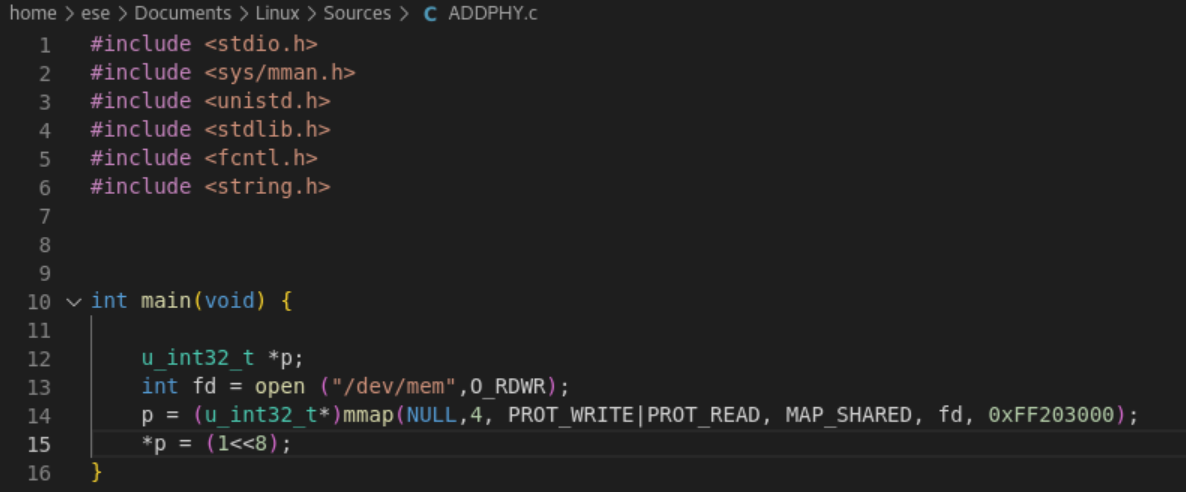 home > ese > Documents > Linux > Sources > C ADDPHY.c
1 #include <stdio.h>
2 #include <sys/mman.h>
3 #include <unistd.h>
4 #include <stdlib.h>
5 #include <fcntl.h>
6 #include <string.h>
7
8
9
10 int main(void) {
11
12     u_int32_t *p;
13     int fd = open ("/dev/mem",O_RDWR);
14     p = (u_int32_t*)mmap(NULL,4, PROT_WRITE|PROT_READ, MAP_SHARED, fd, 0xFF203000);
15     *p = (1<<8);
16 }